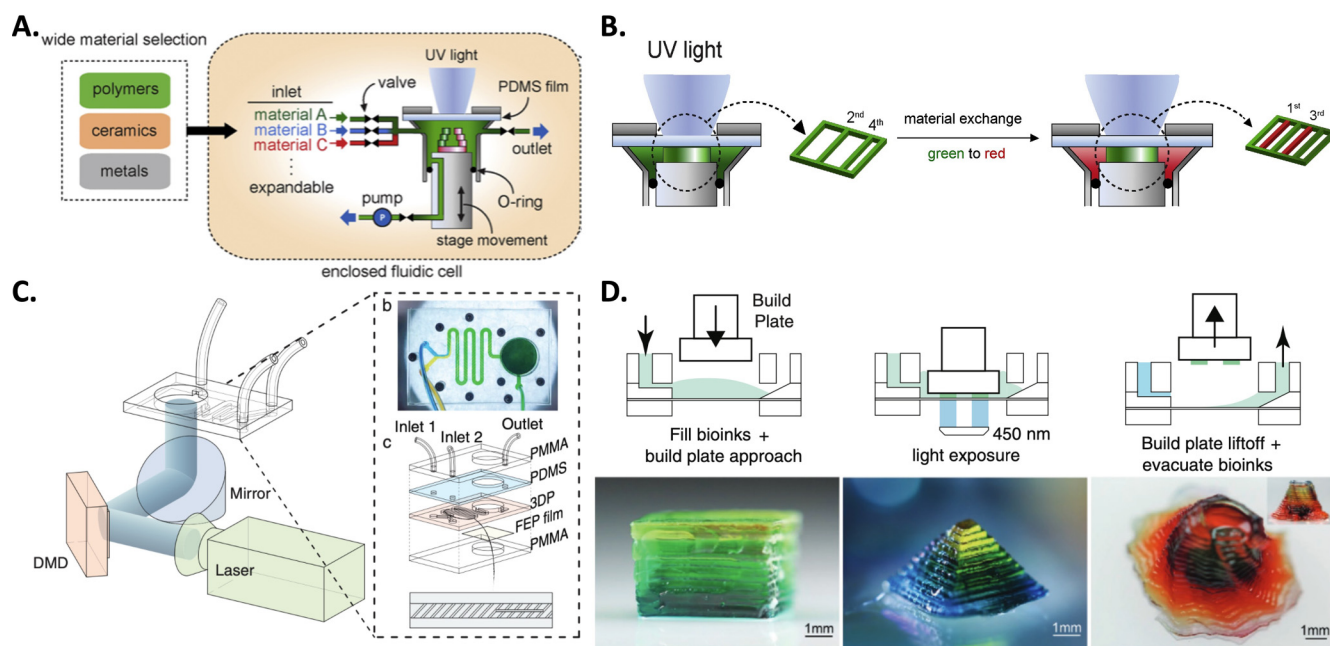 A.
wide material selection
polymers
ceramics
metals
inlet
valve
material A
material B
material C
⋮
expandable
UV light
PDMS film
outlet
O-ring
pump
P
stage movement
enclosed fluidic cell
B.
UV light
2nd
4th
material exchange
green to red
1st
3rd
C.
DMD
Mirror
Laser
b
c
Inlet 1
Inlet 2
Outlet
PMMA
PDMS
3DP
FEP film
PMMA
D.
Build
Plate
Fill bioinks +
build plate approach
450 nm
light exposure
Build plate liftoff +
evacuate bioinks
1mm
1mm
1mm